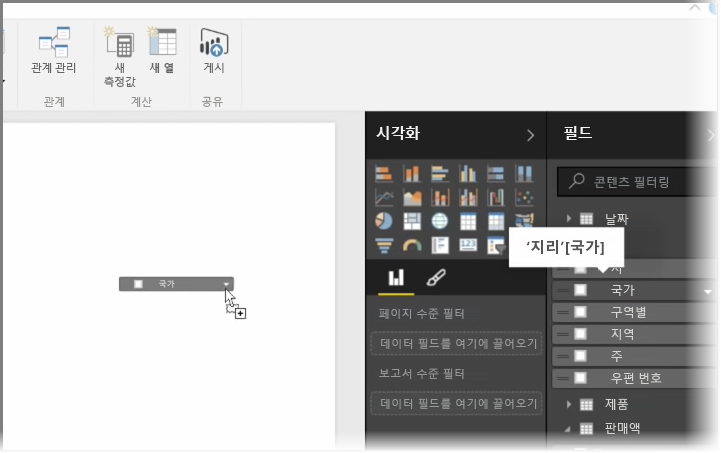 관계 관리
새
측정값
새 열
게시
관계
계산
공유
시각화
필드
콘텐츠 필터링
날짜
'지리'[국가]
시
국가
국가
구역별
페이지 수준 필터
지역
데이터 필드를 여기에 끌어오기
주
보고서 수준 필터
우편 번호
데이터 필드를 여기에 끌어오기
제품
판매액